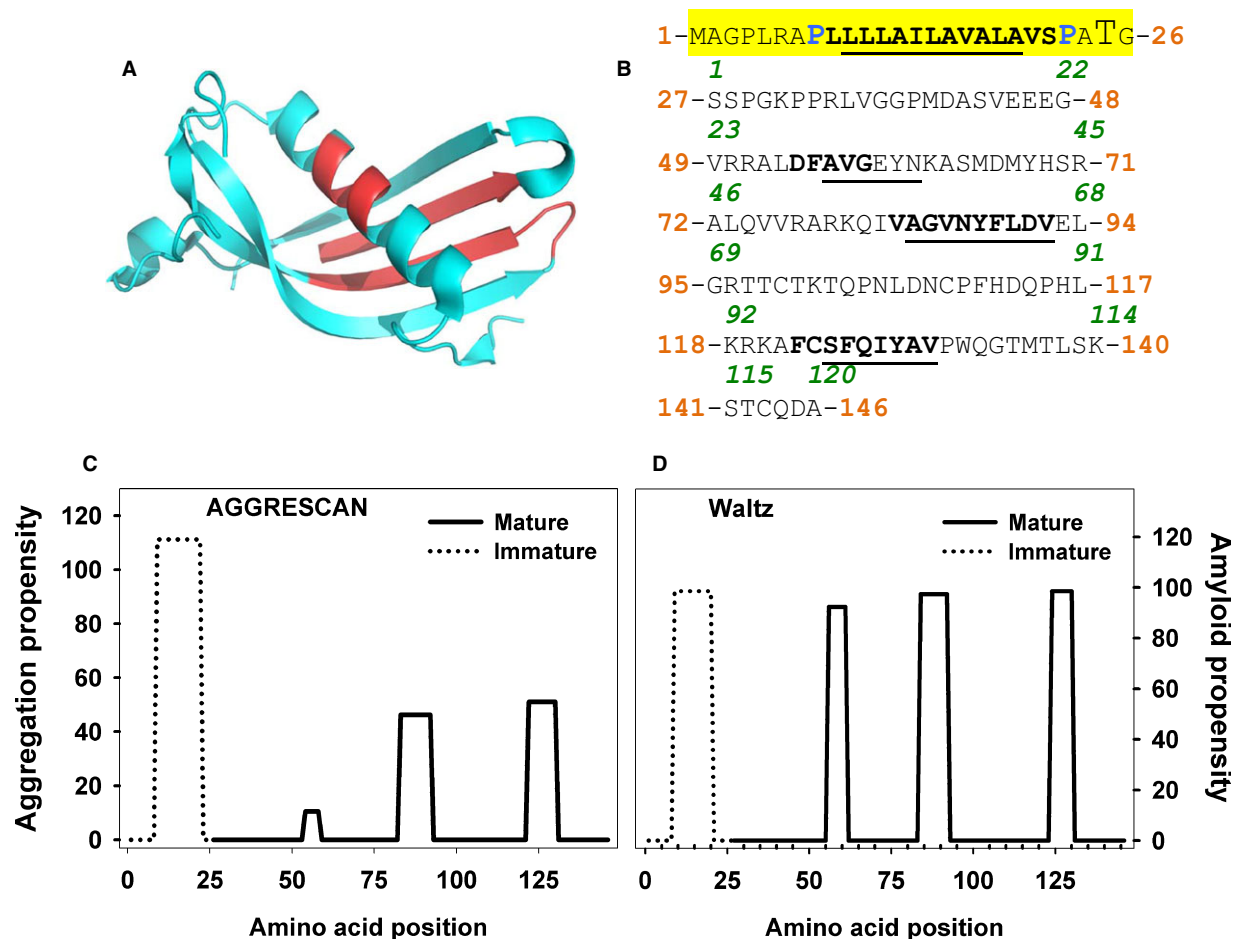 A
B
1-MAGPLRAPLLLLLAILAVALAVSPATG-26
1 22
27-SSPGKPPRLVGGPMDASVEEEG-48
23 45
49-VRRALDFAVGEYNKASMDMYHSR-71
46 68
72-ALQVVRARKQIVAGVNYFLDVEL-94
69 91
95-GRTTCTKTQPNLDNCPFHDQPHL-117
92 114
118-KRKAFCSFQIYAVPWQGTMTLSK-140
115 120
141-STCQDA-146
C
AGGRESCAN
Mature
Immature
Aggregation propensity
120
100
80
60
40
20
0
0 25 50 75 100 125
Amino acid position
D
Waltz
Mature
Immature
120
100
80
60
40
20
0
Amyloid propensity
0 25 50 75 100 125
Amino acid position